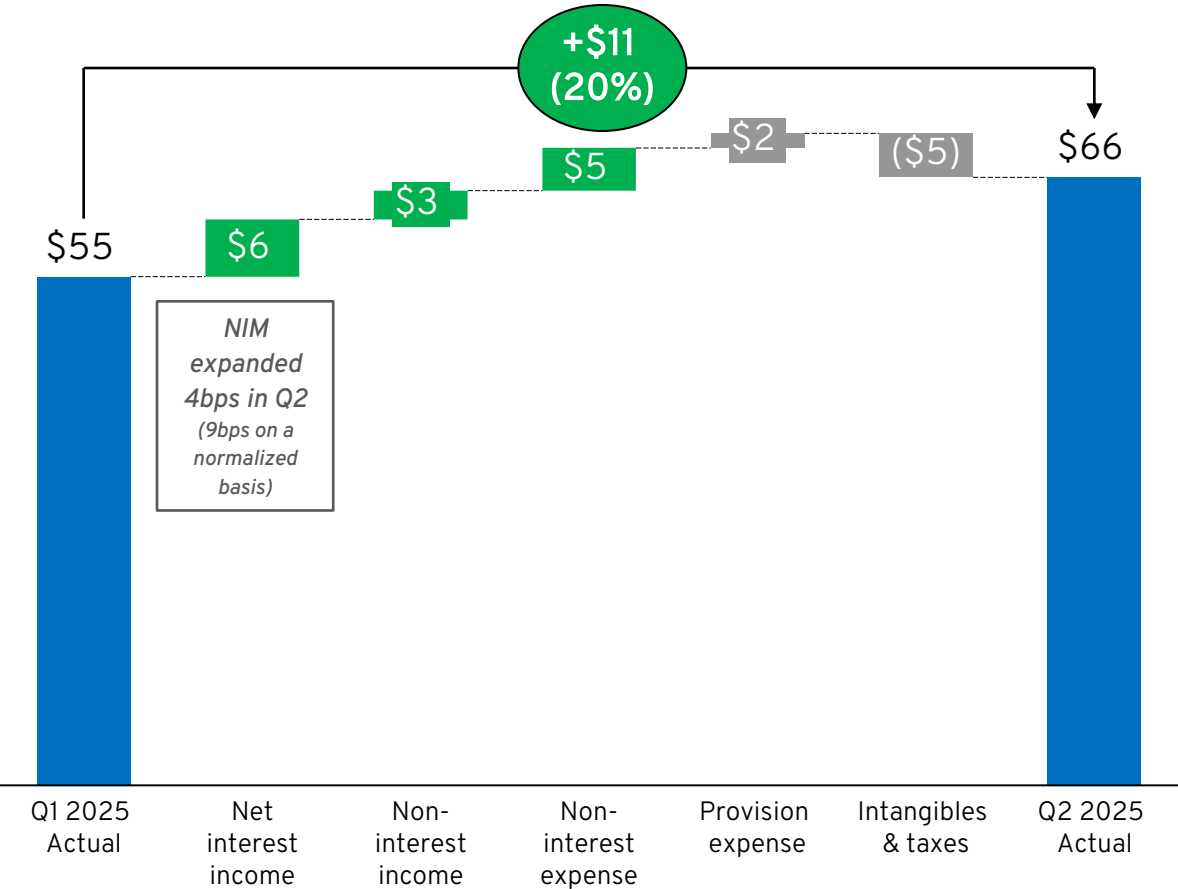 +$11
(20%)
$55
$6
$3
$5
$2
($5)
$66
NIM
expanded
4bps in Q2
(9bps on a
normalized
basis)
Q1 2025
Actual
Net
interest
income
Non-
interest
income
Non-
interest
expense
Provision
expense
Intangibles
& taxes
Q2 2025
Actual